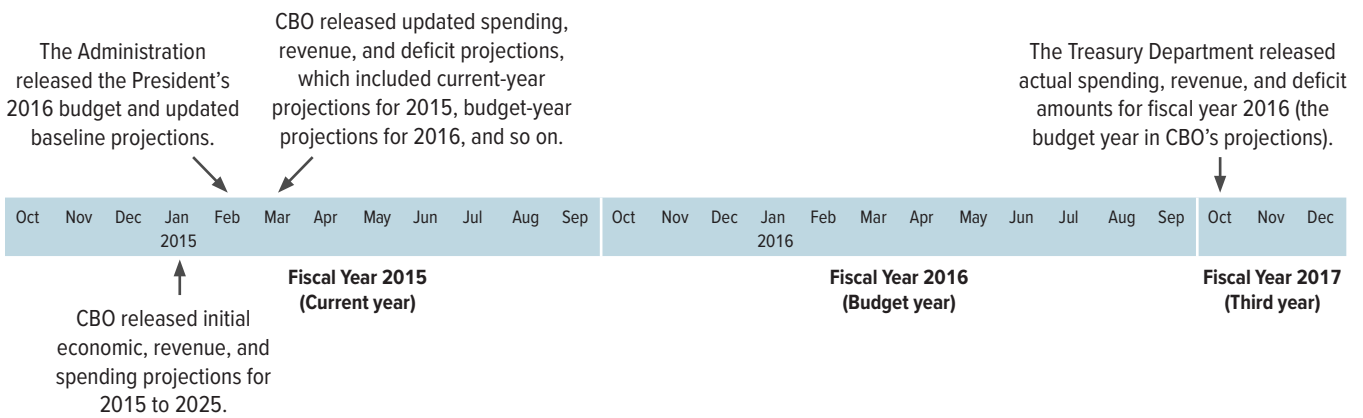 The Administration
released the President's
2016 budget and updated
baseline projections.
CBO released updated spending,
revenue, and deficit projections,
which included current-year
projections for 2015, budget-year
projections for 2016, and so on.
The Treasury Department released
actual spending, revenue, and deficit
amounts for fiscal year 2016 (the
budget year in CBO's projections).
Oct Nov Dec Jan Feb Mar Apr May Jun Jul Aug Sep Oct Nov Dec Jan Feb Mar Apr May Jun Jul Aug Sep Oct Nov Dec
2015 2016
Fiscal Year 2015
(Current year)
Fiscal Year 2016
(Budget year)
Fiscal Year 2017
(Third year)
CBO released initial
economic, revenue, and
spending projections for
2015 to 2025.